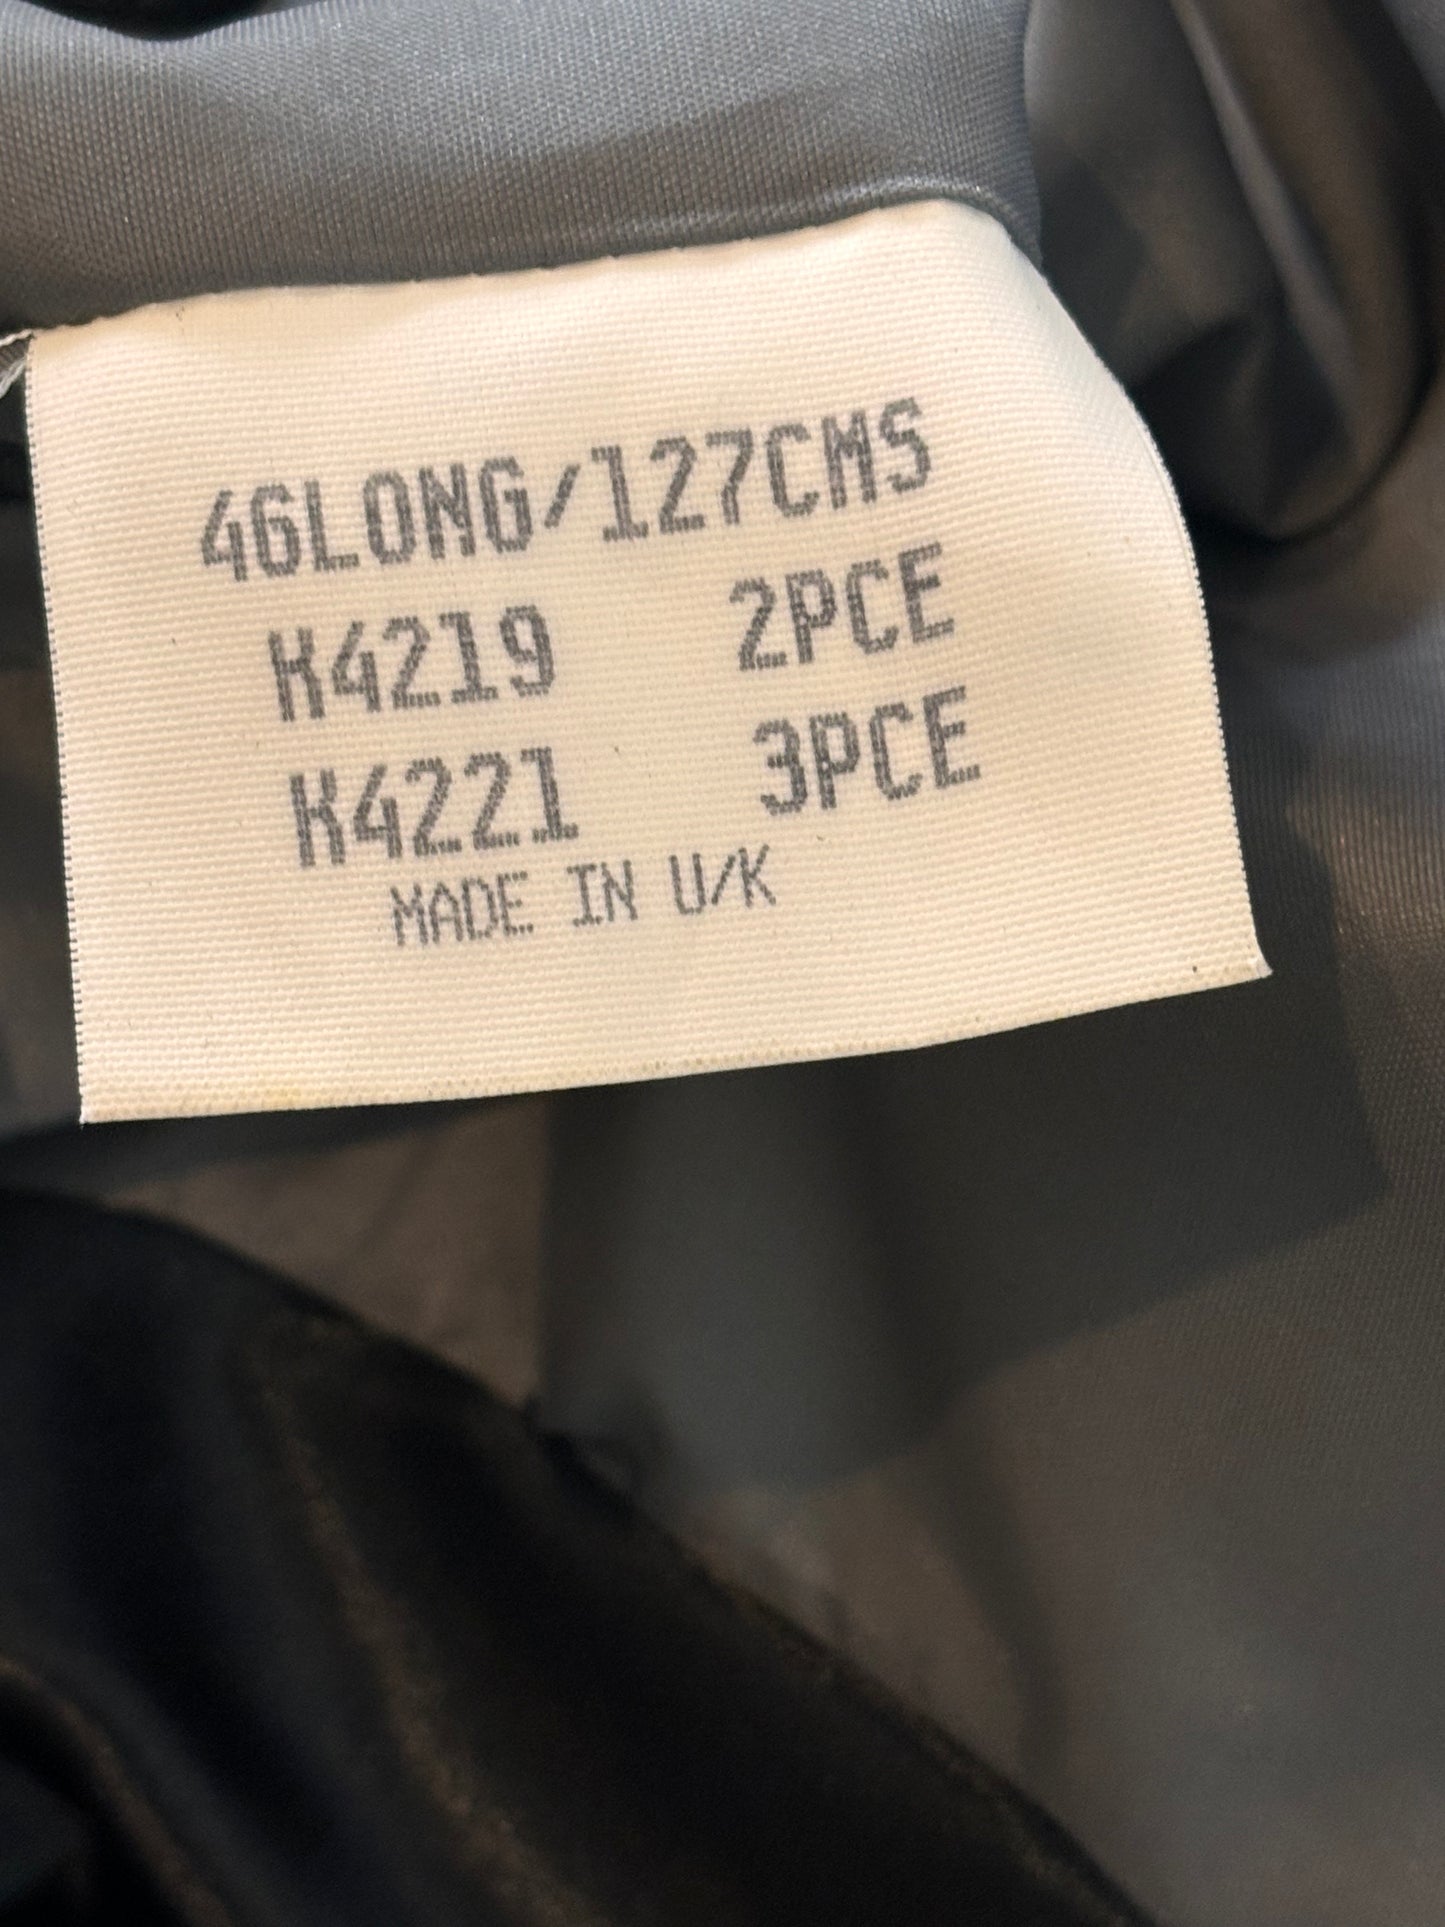 46LONG/127CMS
K4219 2PCE
K4221 3PCE
MADE IN U/K